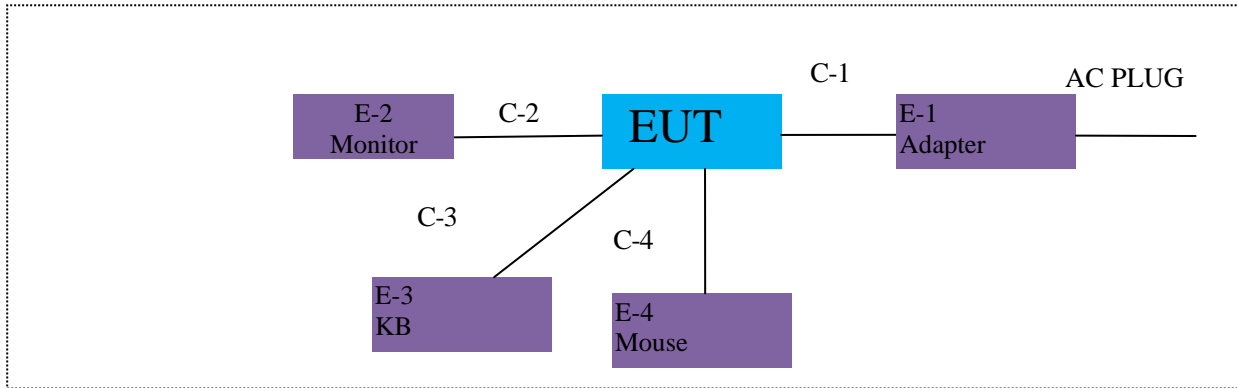 C-1
AC PLUG
E-2
Monitor
C-2
EUT
E-1
Adapter
C-3
C-4
E-3
KB
E-4
Mouse